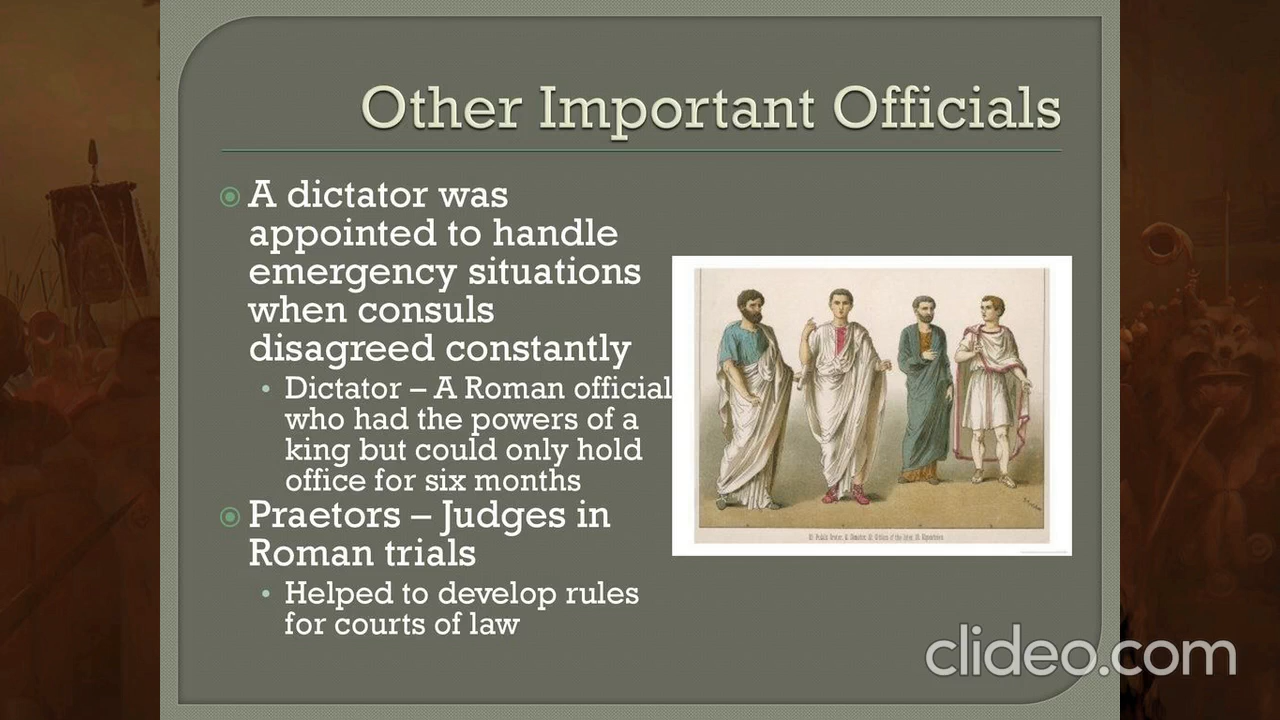 Other Important Officials
A dictator was
appointed to handle
emergency situations
when consuls
disagreed constantly
Dictator – A Roman official
who had the powers of a
king but could only hold
office for six months
Praetors – Judges in
Roman trials
Helped to develop rules
for courts of law
clideo.com